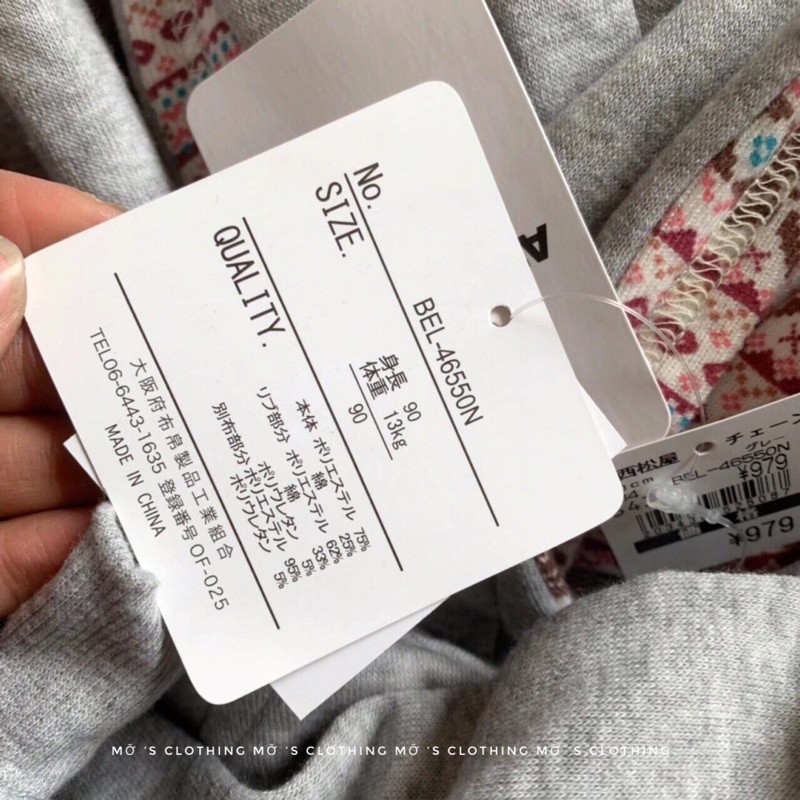 No.
BEL-46550N
SIZE.
身長 90
体重 13kg
90
QUALITY.
本体 ポリエステル 75%
綿 25%
リブ部分 ポリエステル 62%
綿 33%
ポリウレタン 5%
別布部分 ポリエステル 95%
ポリウレタン 5%
大阪府布帛製品工業組合
TEL06-6443-1635 登録番号 OF-025
MADE IN CHINA
A
西松屋
チェーン
グレー
BEL-46550N
¥979
¥979
MỠ 'S CLOTHING MỠ 'S CLOTHING MỠ 'S CLOTHING MỠ 'S CLOTHING